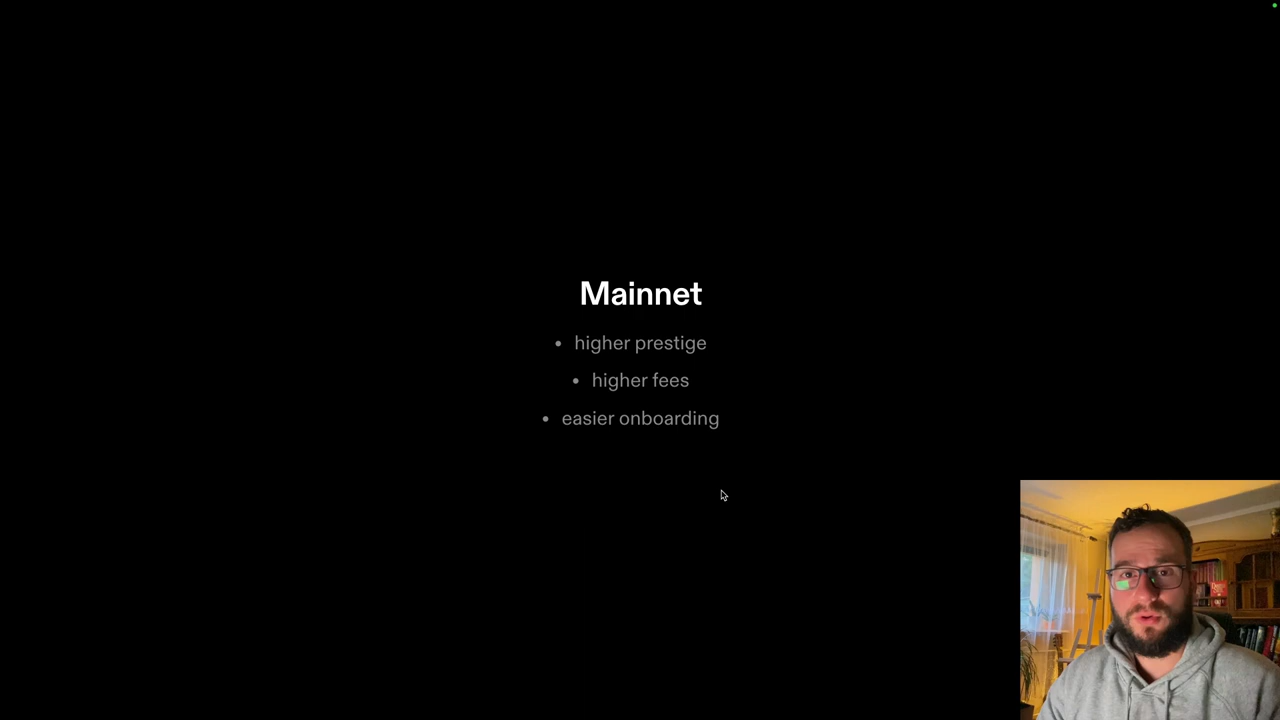 Mainnet
• higher prestige
• higher fees
• easier onboarding